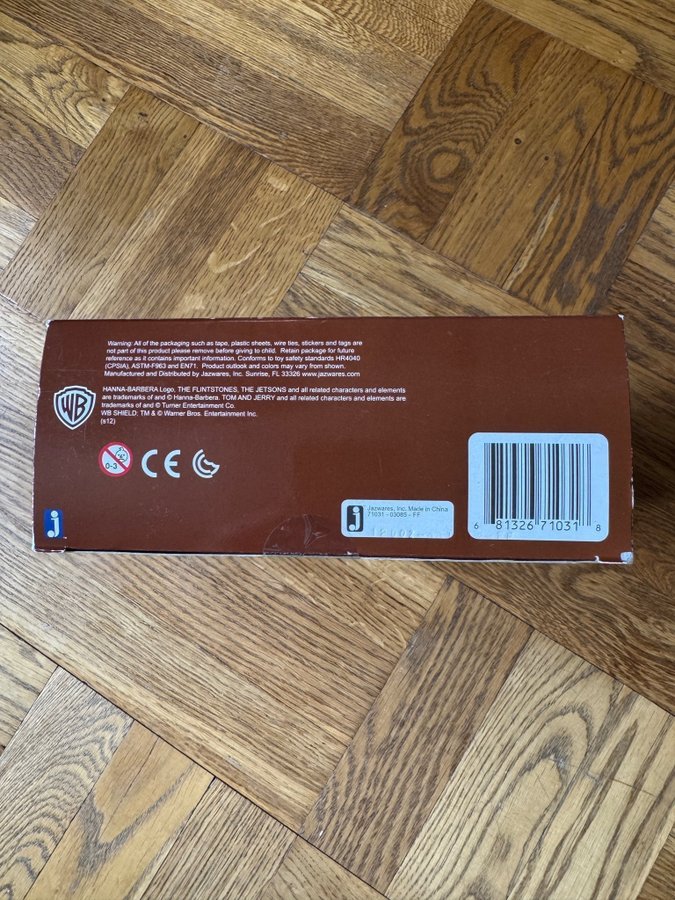 Warning: All of the packaging such as tape, plastic sheets, wire ties, stickers and tags are
not part of this product please remove before giving to child. Retain package for future
reference as it contains important information. Conforms to toy safety standards HR4040
(CPSIA), ASTM-F963 and EN71. Product outlook and colors may vary from shown.
Manufactured and Distributed by Jazwares, Inc. Sunrise, FL 33326 www.jazwares.com
HANNA-BARBERA Logo, THE FLINTSTONES, THE JETSONS and all related characters and elements
are trademarks of and © Hanna-Barbera. TOM AND JERRY and all related characters and elements are
trademarks of and © Turner Entertainment Co.
WB SHIELD: TM & © Warner Bros. Entertainment Inc.
(s12)
WB
0-3
CE
j
j
Jazwares, Inc. Made in China
71031 - 03085 - FF
6 81326 71031 8